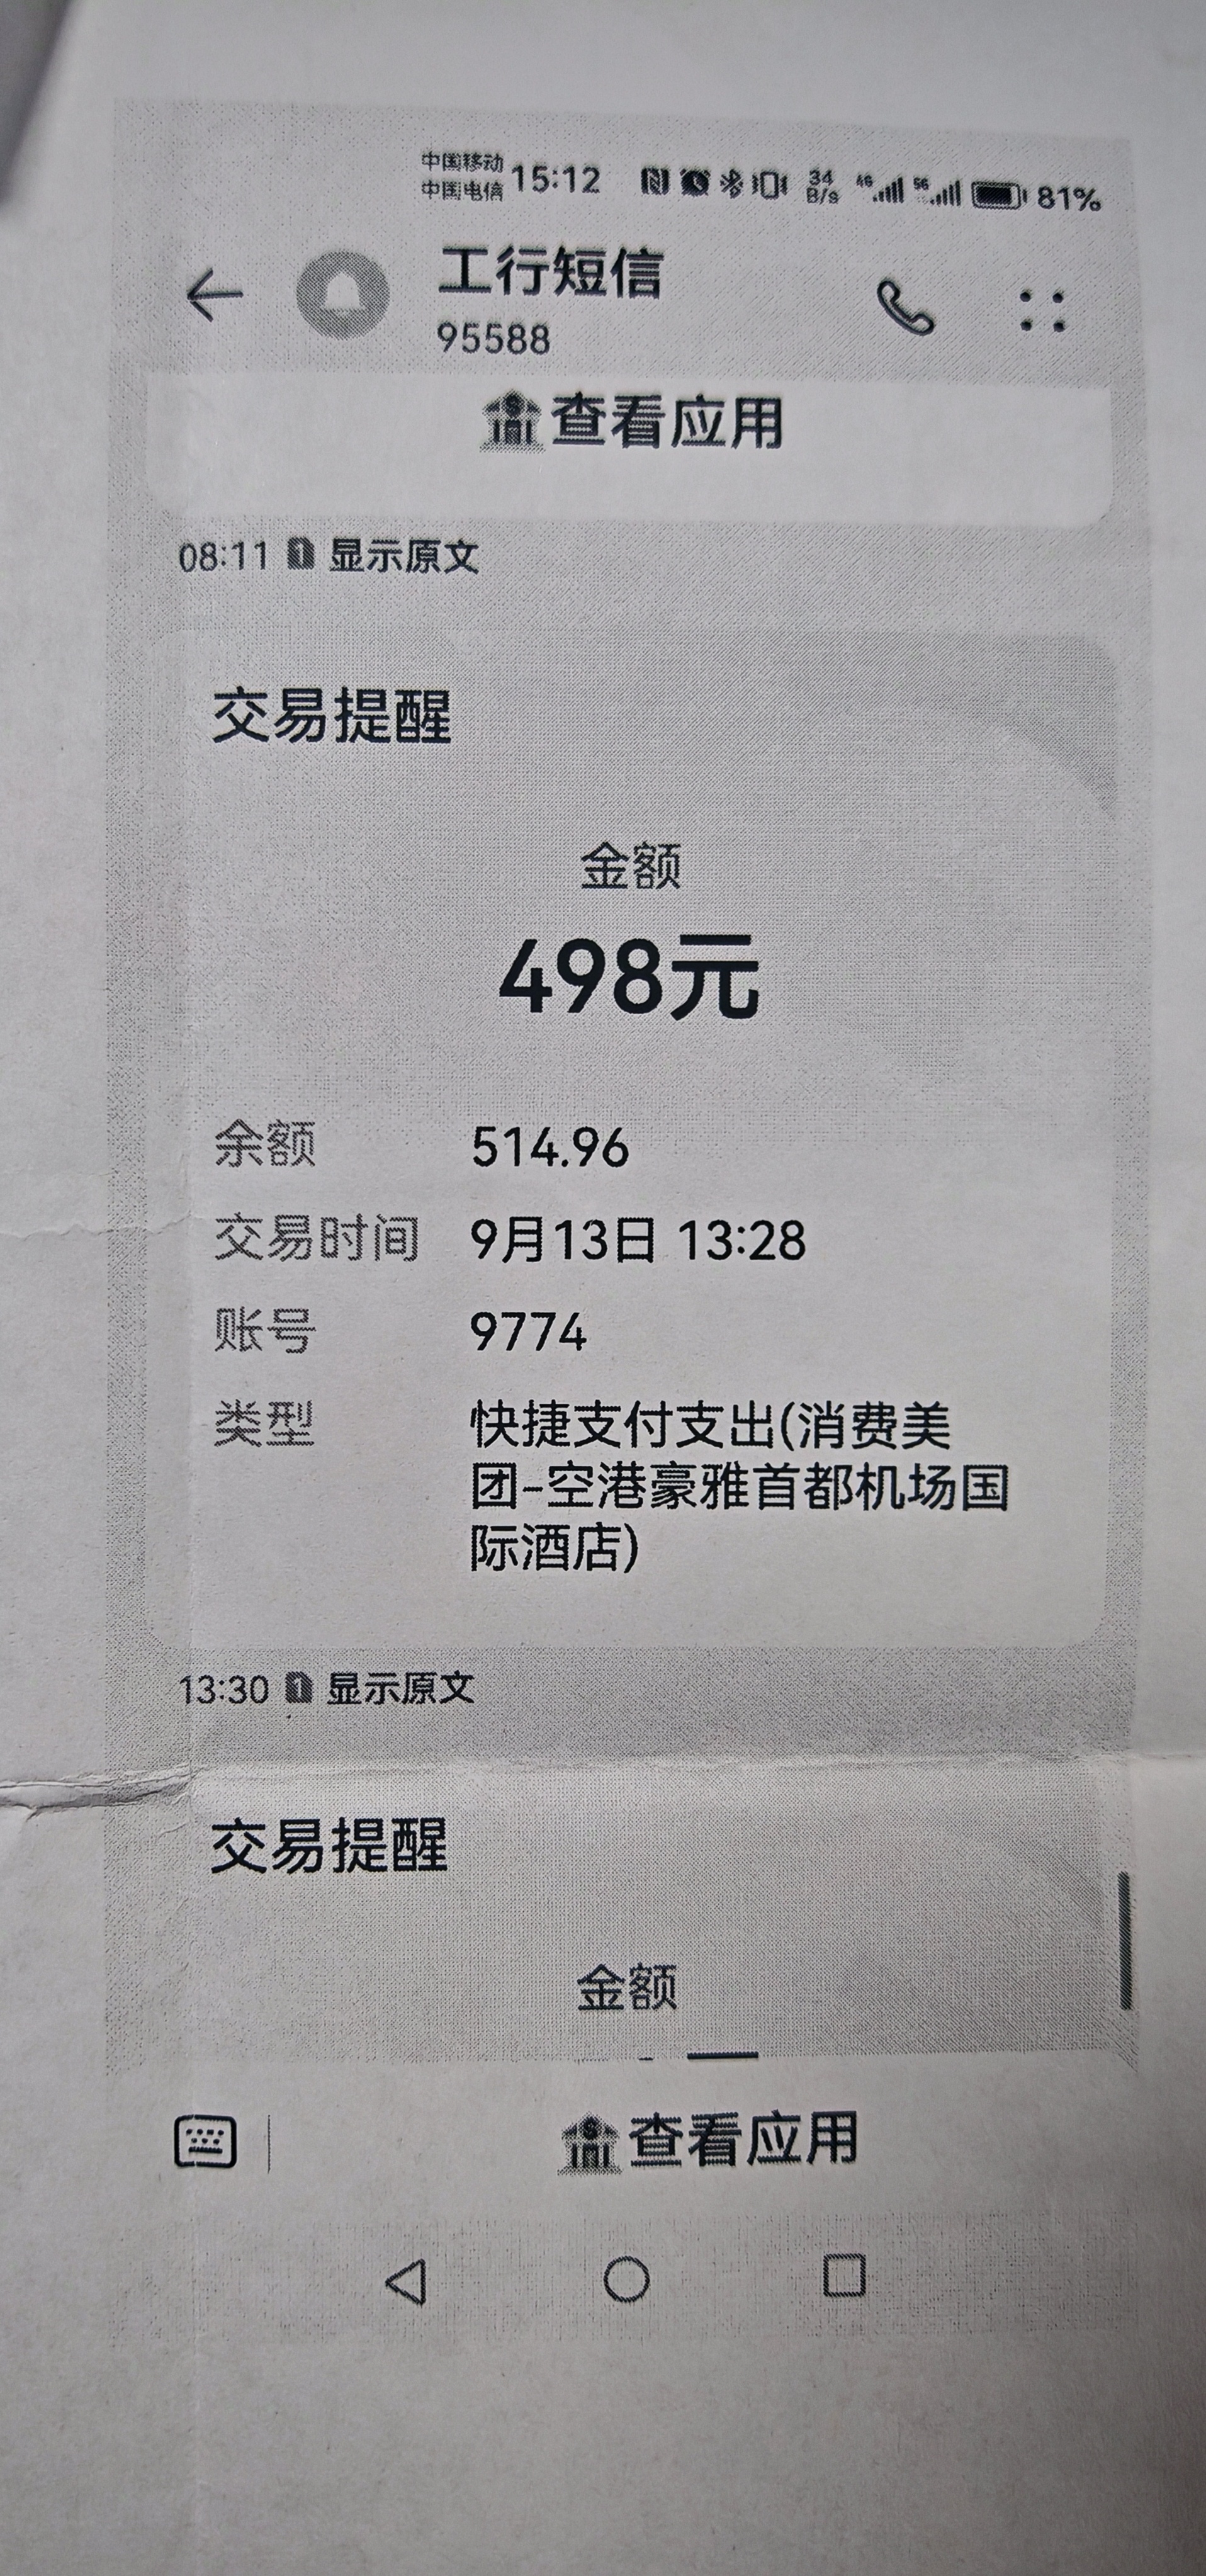 中国移动
中国电信 15:12 34 B/s 4G 5G 81%
工行短信
95588
查看应用
08:11 1 显示原文
交易提醒
金额
498元
余额 514.96
交易时间 9月13日 13:28
账号 9774
类型 快捷支付支出(消费美
团-空港豪雅首都机场国
际酒店)
13:30 1 显示原文
交易提醒
金额
查看应用